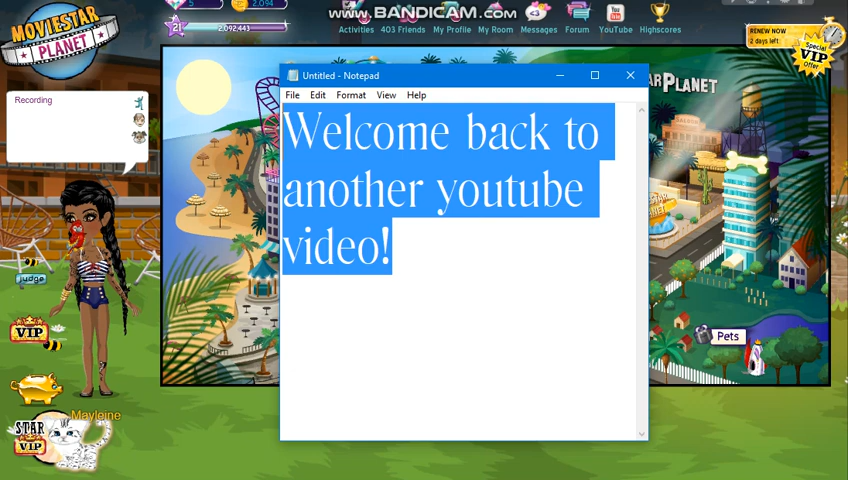 www.BANDICAM.com
MOVIESTAR PLANET
5
2.094
21
2.092.443
Activities 403 Friends My Profile My Room Messages Forum YouTube Highscores
RENEW NOW
2 days left
Special VIP Offer
Recording
Untitled - Notepad
File Edit Format View Help
Welcome back to
another youtube
video!
judge
VIP
STAR VIP
Mayleine
Pets